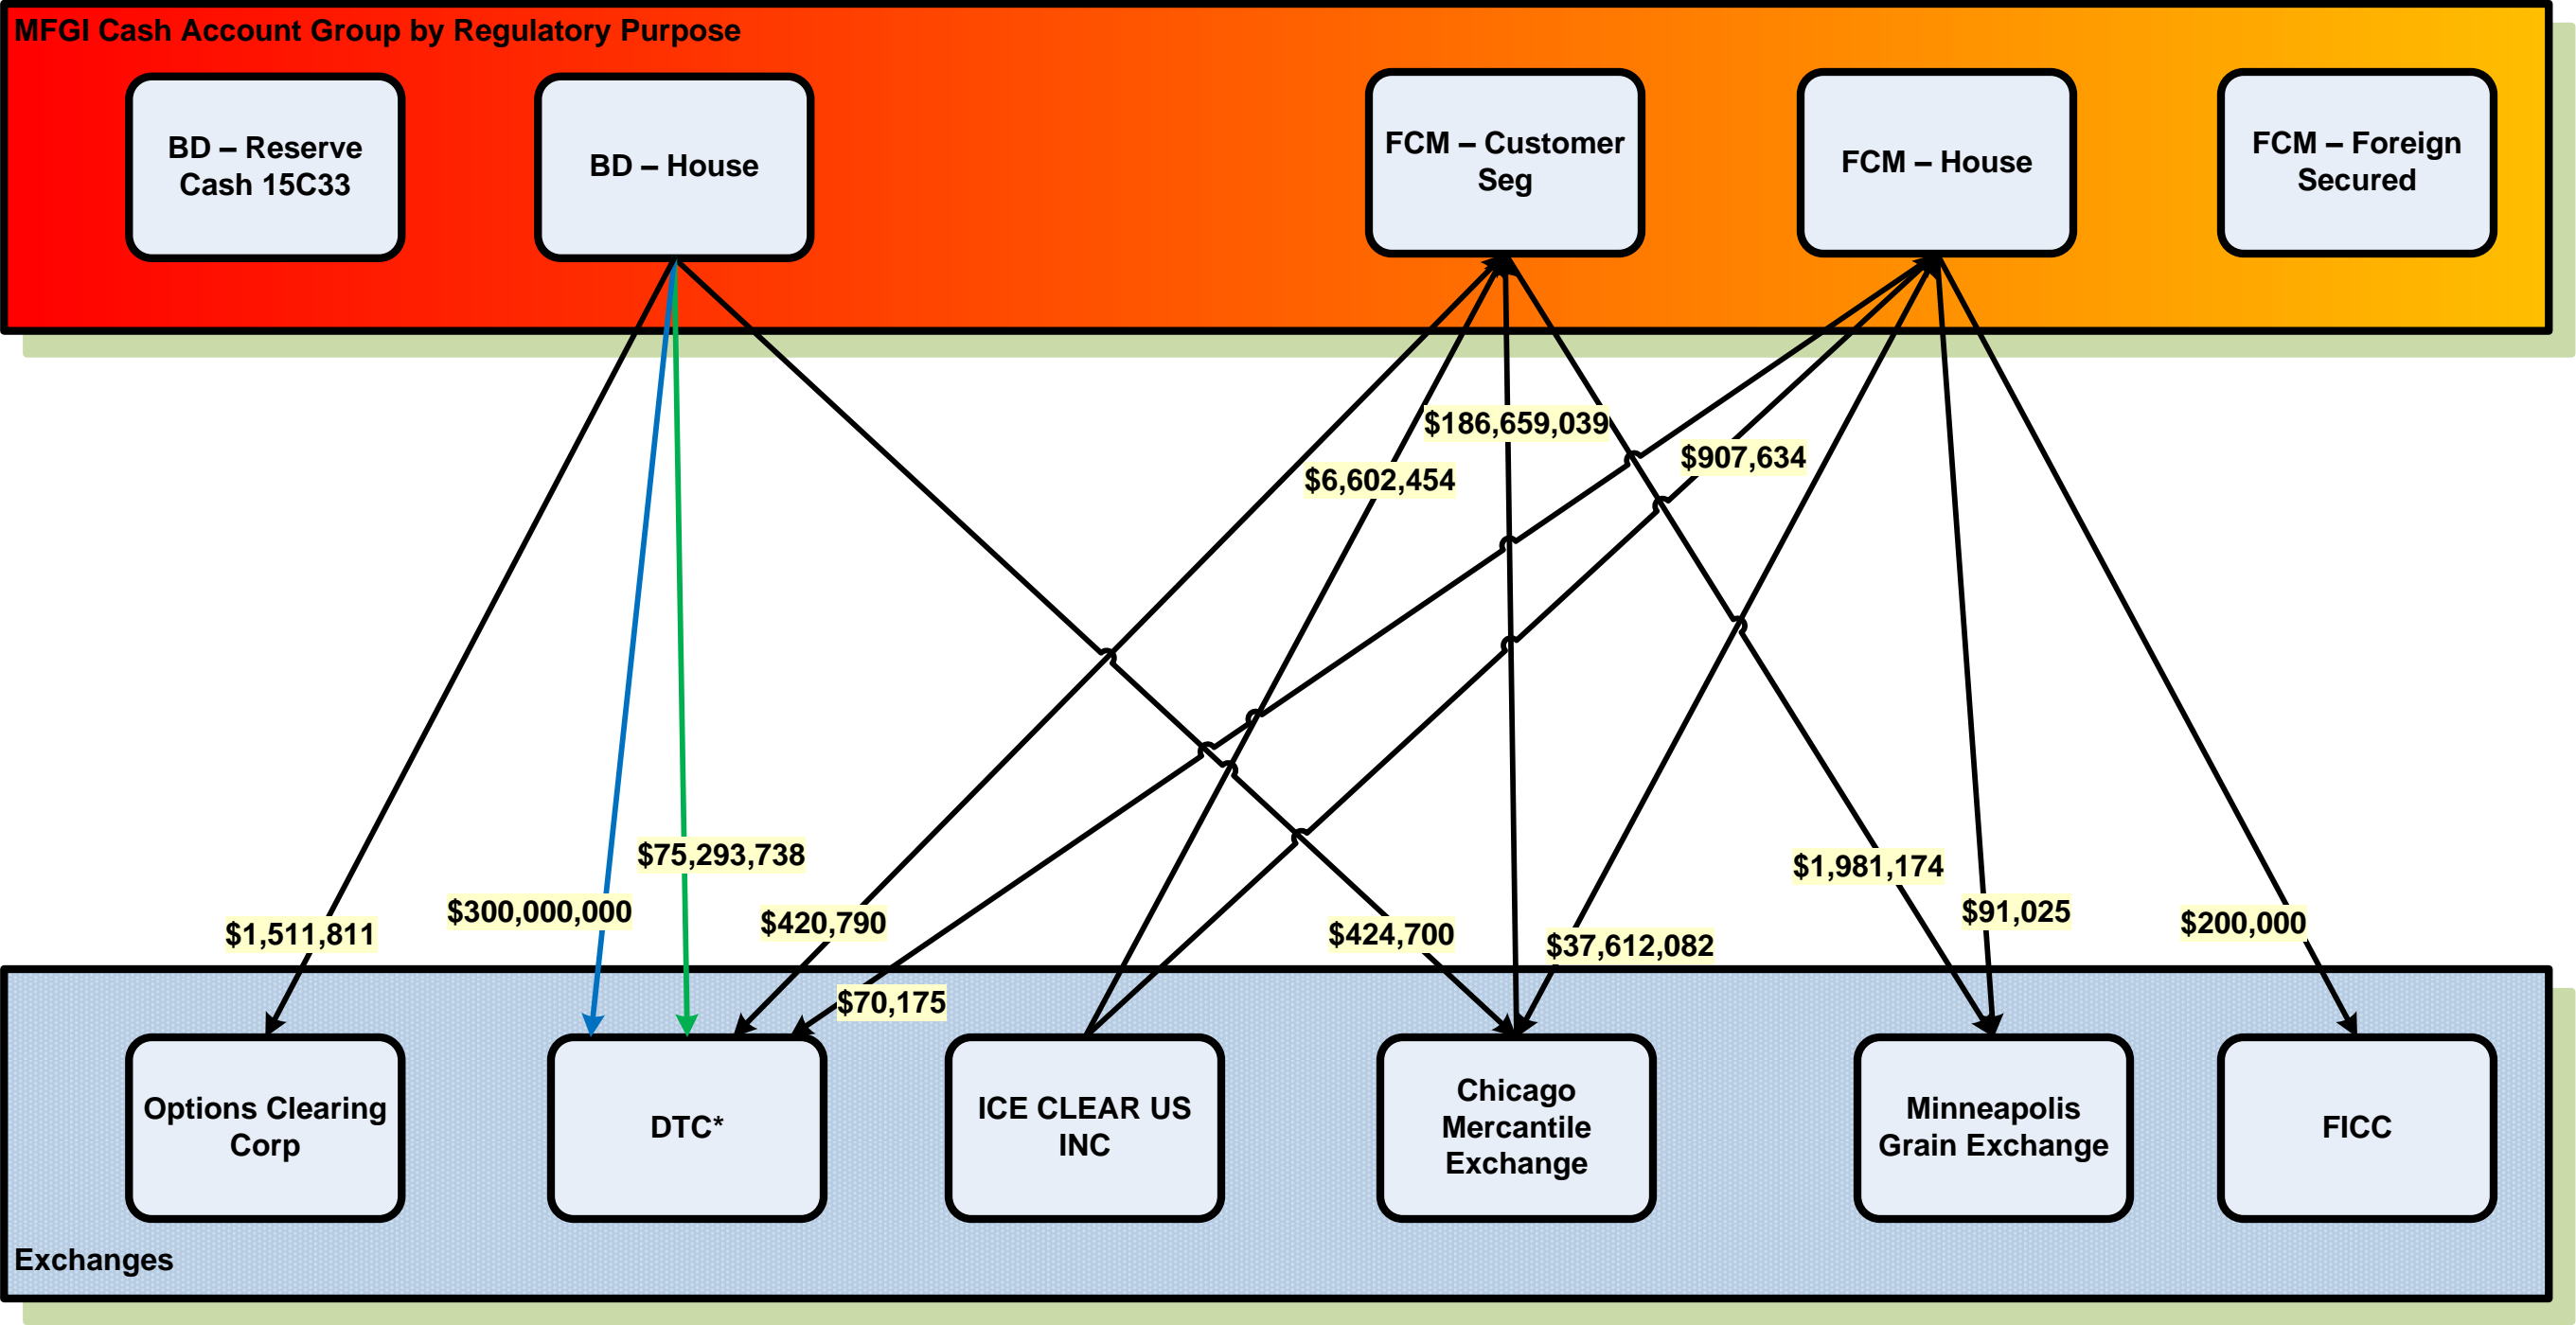 MFGI Cash Account Group by Regulatory Purpose
BD – Reserve
Cash 15C33
BD – House
FCM – Customer
Seg
FCM – House
FCM – Foreign
Secured
$186,659,039
$907,634
$6,602,454
$75,293,738
$1,981,174
$300,000,000
$91,025
$420,790
$200,000
$1,511,811
$424,700
$37,612,082
$70,175
Options Clearing
Corp
DTC*
ICE CLEAR US
INC
Chicago
Mercantile
Exchange
Minneapolis
Grain Exchange
FICC
Exchanges